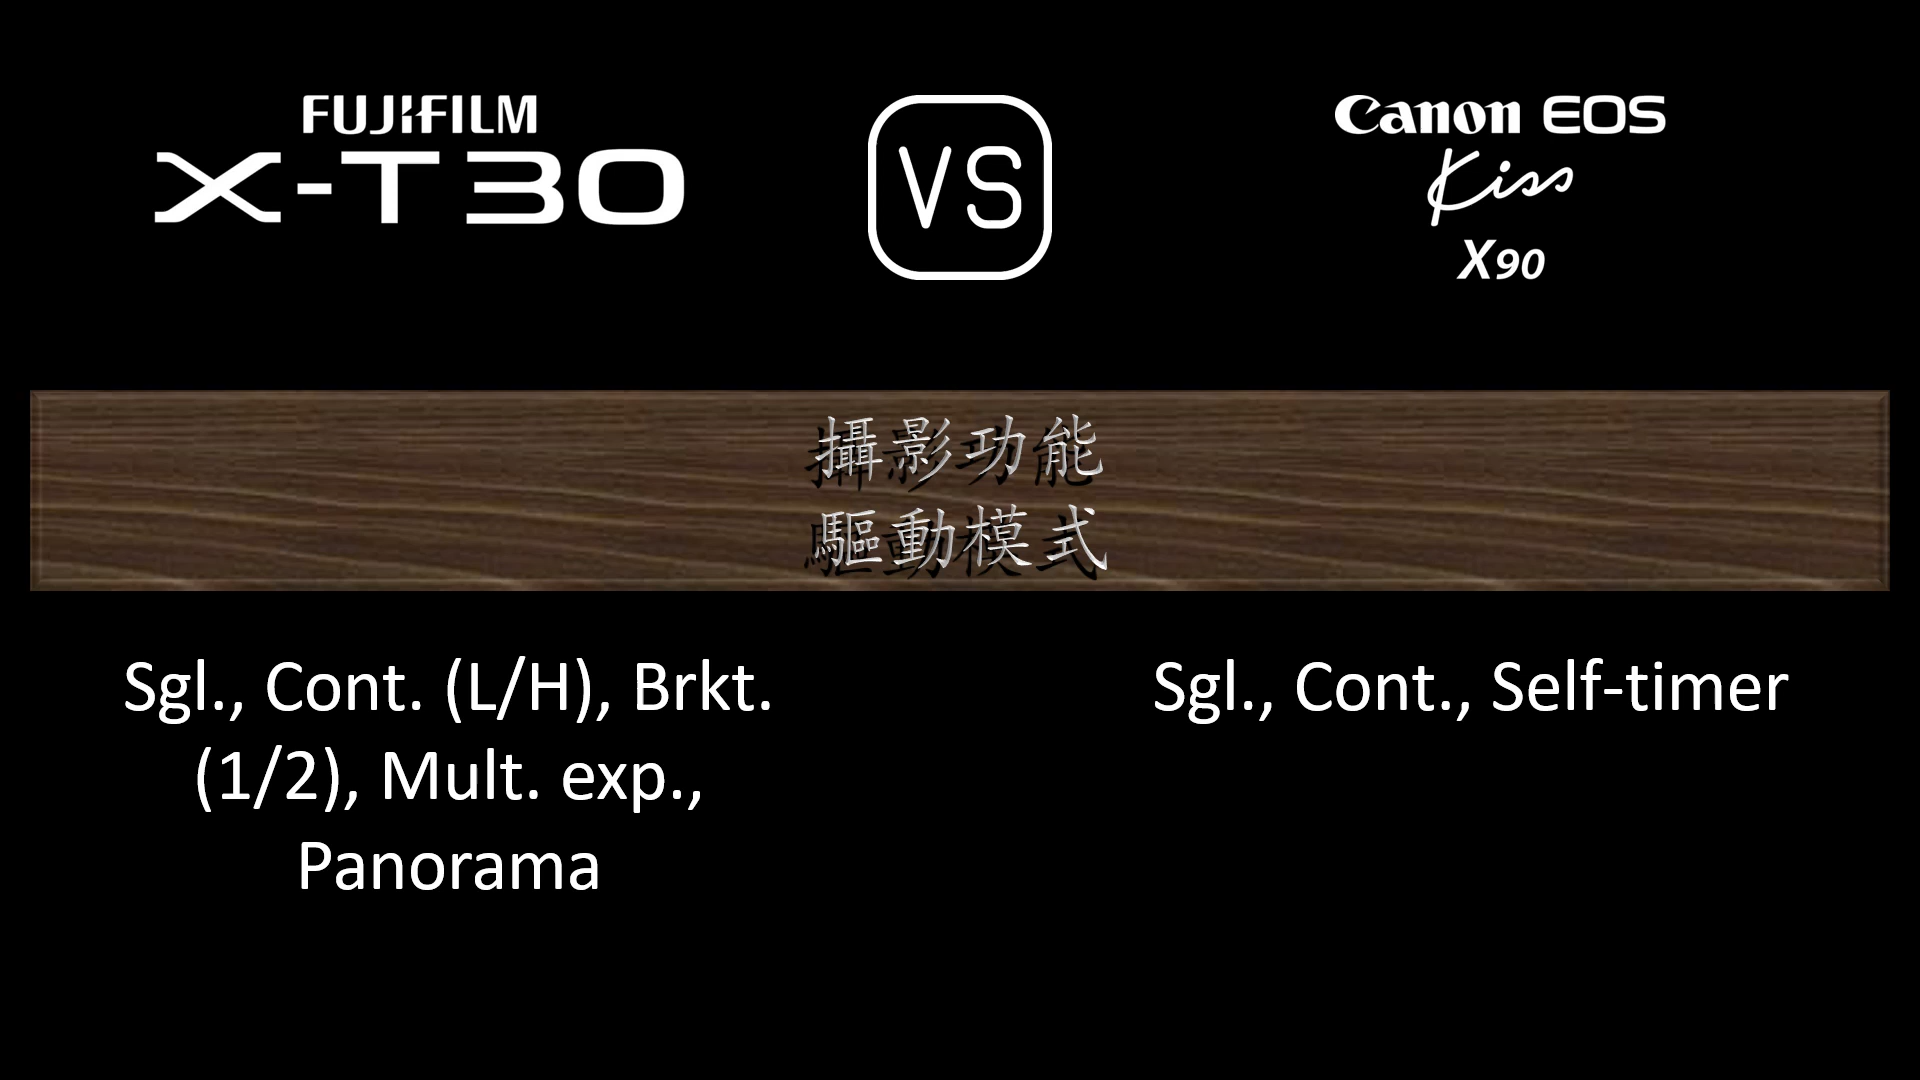 FUJIFILM
X-T30
VS
Canon EOS
Kiss
X90
攝影功能
驅動模式
Sgl., Cont. (L/H), Brkt.
(1/2), Mult. exp.,
Panorama
Sgl., Cont., Self-timer